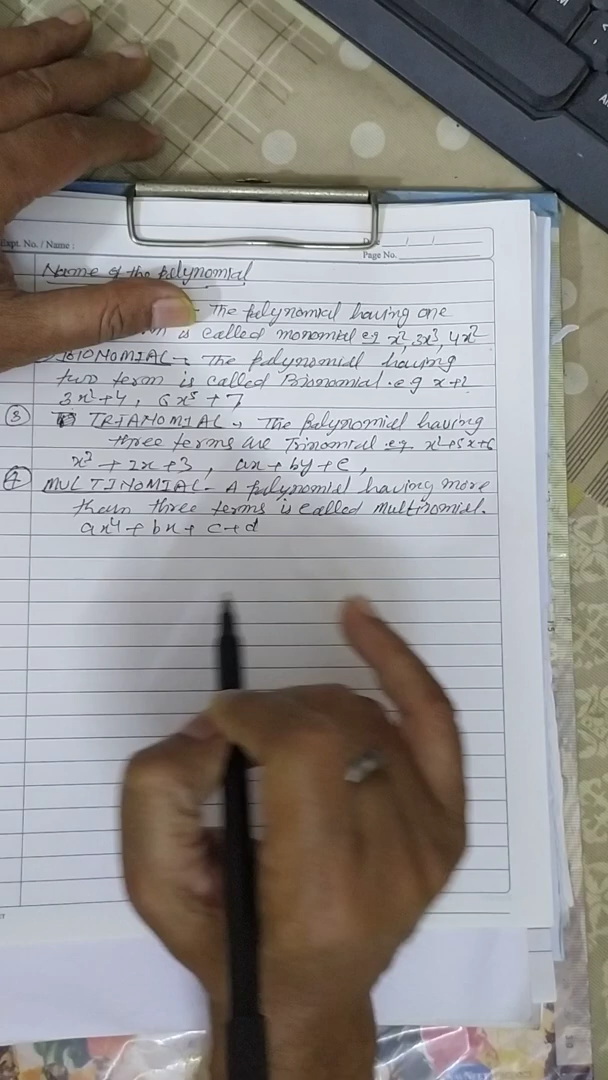 Dept. No. / Name :
Page No.
Name of the polynomial
- The polynomial having one
is called monomial eg x², 3x³, 4x²
BIONOMIAL - The polynomial having
two term is called Bionomial. e.g x+2
3x²+4, 6x⁵+7
③ TRIANOMIAL - The polynomial having
three terms are Trinomial eg x²+5x+6
x³ + 2x + 3, ax + by + c,
④ MULTINOMIAL - A polynomial having more
than three terms is called multinomial.
ax⁴ + bx + c + d